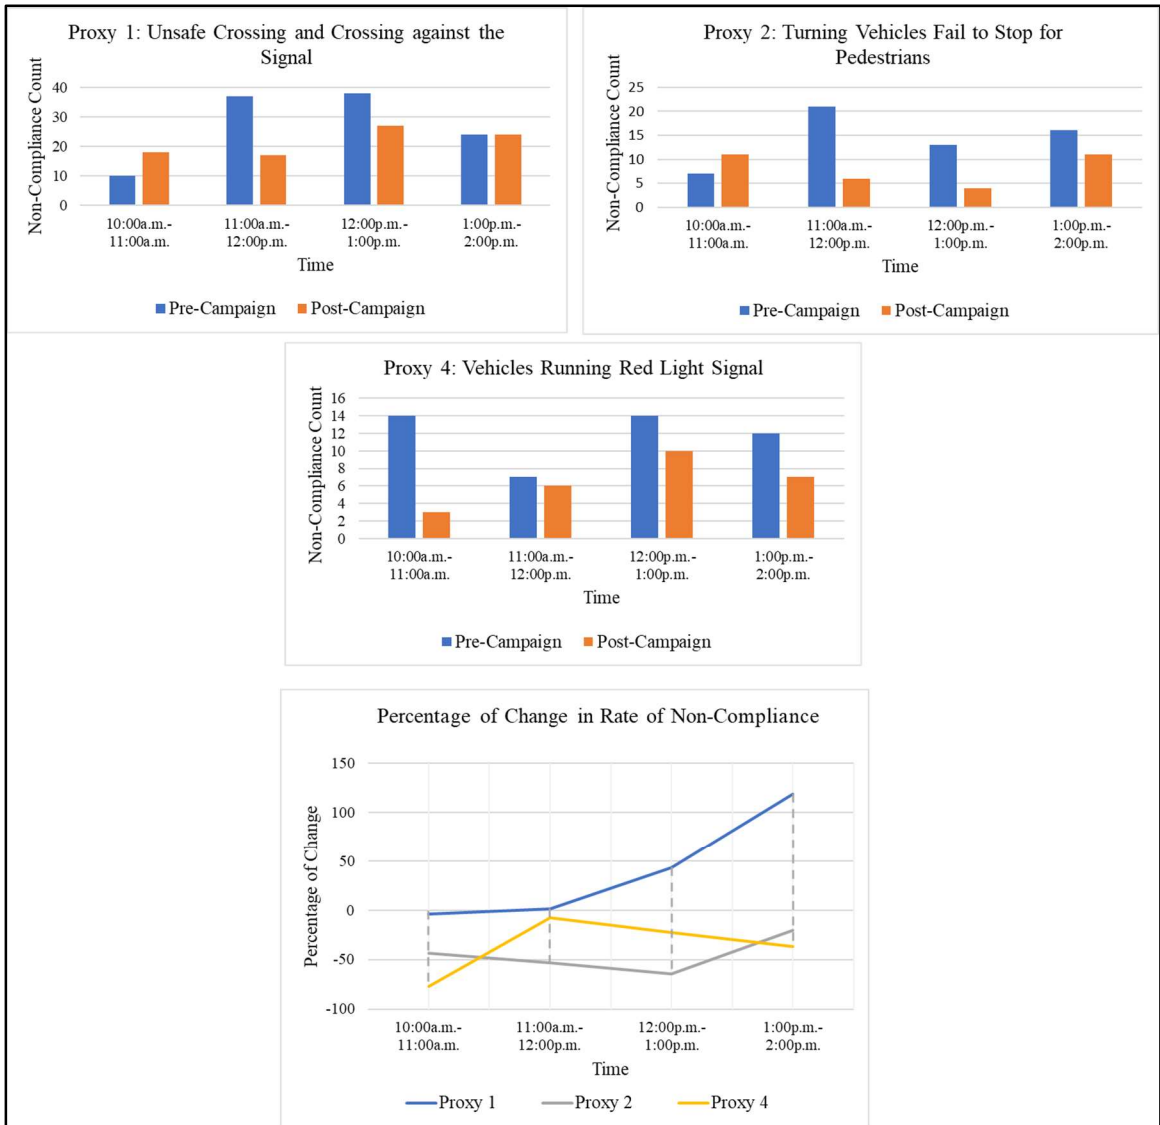 Proxy 1: Unsafe Crossing and Crossing against the
Signal
Non-Compliance Count
40
30
20
10
0
10:00a.m.-
11:00a.m.
11:00a.m.-
12:00p.m.
12:00p.m.-
1:00p.m.
1:00p.m.-
2:00p.m.
Time
Pre-Campaign
Post-Campaign
Proxy 2: Turning Vehicles Fail to Stop for
Pedestrians
Non-Compliance Count
25
20
15
10
5
0
10:00a.m.-
11:00a.m.
11:00a.m.-
12:00p.m.
12:00p.m.-
1:00p.m.
1:00p.m.-
2:00p.m.
Time
Pre-Campaign
Post-Campaign
Proxy 4: Vehicles Running Red Light Signal
Non-Compliance Count
16
14
12
10
8
6
4
2
0
10:00a.m.-
11:00a.m.
11:00a.m.-
12:00p.m.
12:00p.m.-
1:00p.m.
1:00p.m.-
2:00p.m.
Time
Pre-Campaign
Post-Campaign
Percentage of Change in Rate of Non-Compliance
Percentage of Change
150
100
50
0
-50
-100
10:00a.m.-
11:00a.m.
11:00a.m.-
12:00p.m.
12:00p.m.-
1:00p.m.
1:00p.m.-
2:00p.m.
Time
Proxy 1
Proxy 2
Proxy 4